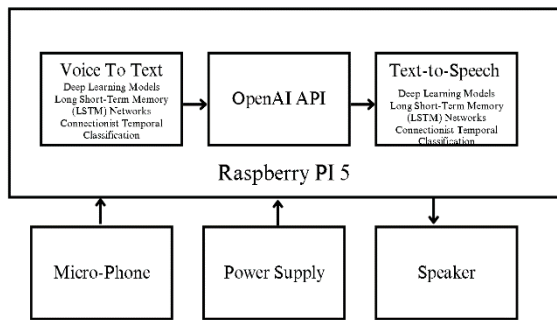 Voice To Text
Deep Learning Models
Long Short-Term Memory
(LSTM) Networks
Connectionist Temporal
Classification
OpenAI API
Text-to-Speech
Deep Learning Models
Long Short-Term Memory
(LSTM) Networks
Connectionist Temporal
Classification
Raspberry PI 5
Micro-Phone
Power Supply
Speaker